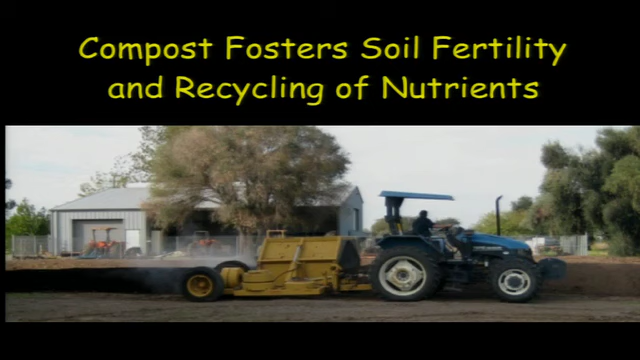 Compost Fosters Soil Fertility
and Recycling of Nutrients